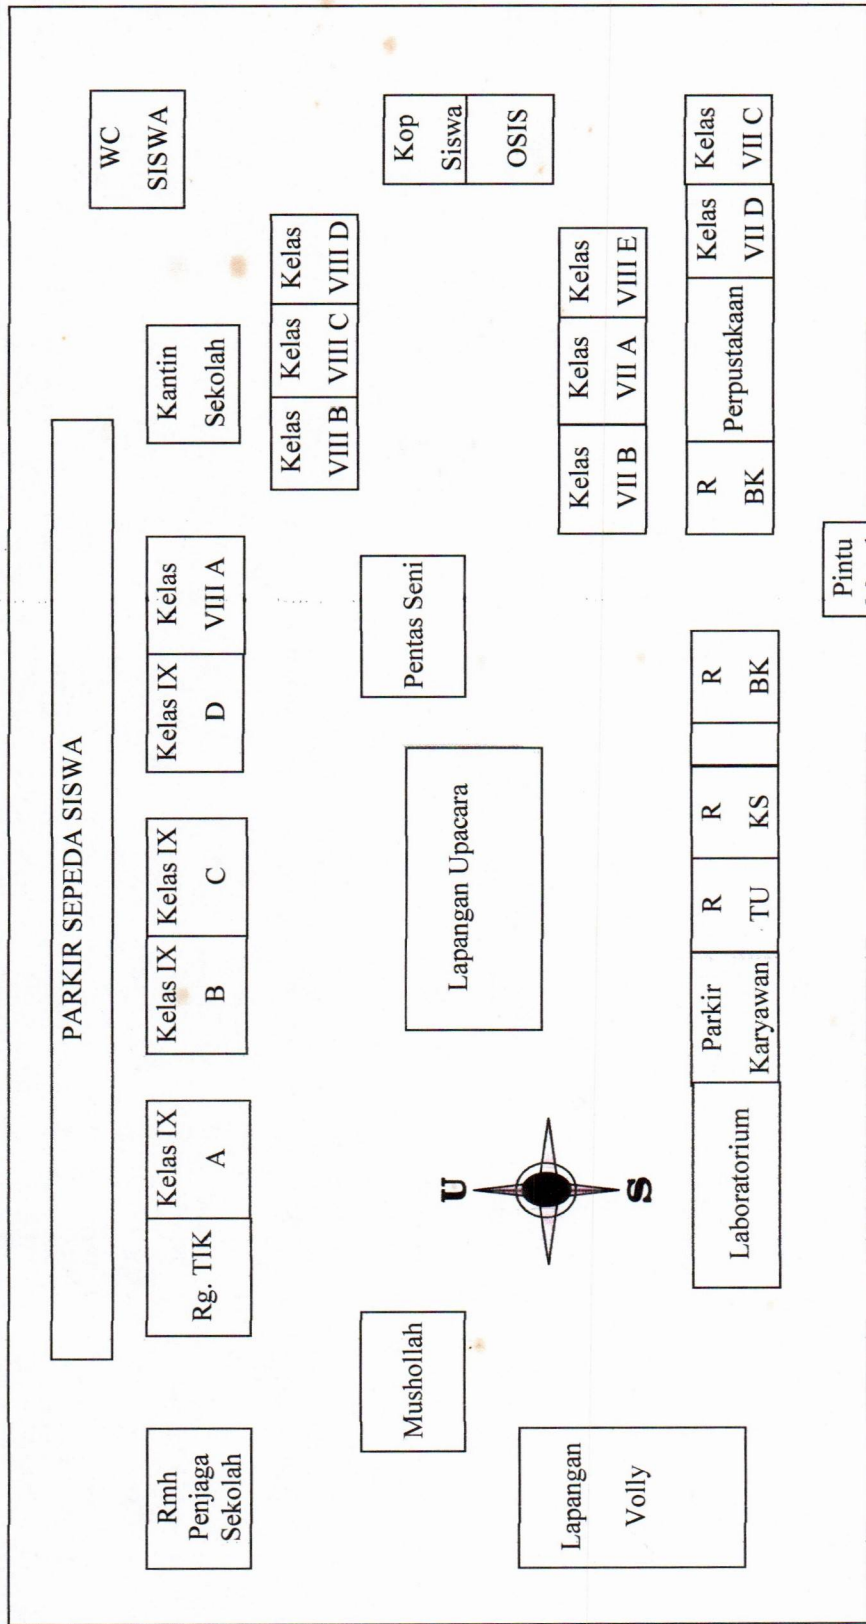 PARKIR SEPEDA SISWA
WC
SISWA
Rmh
Penjaga
Sekolah
Rg. TIK
Kelas IX
A
Kelas IX
B
Kelas IX
C
Kelas IX
D
Kelas
VIII A
Kantin
Sekolah
Kelas
VIII B
Kelas
VIII C
Kelas
VIII D
Mushollah
Pentas Seni
Kop
Siswa
OSIS
Lapangan Upacara
U
S
Lapangan
Volly
Kelas
VII B
Kelas
VII A
Kelas
VIII E
Laboratorium
Parkir
Karyawan
R
TU
R
KS
R
BK
R
BK
Perpustakaan
Kelas
VII D
Kelas
VII C
Pintu